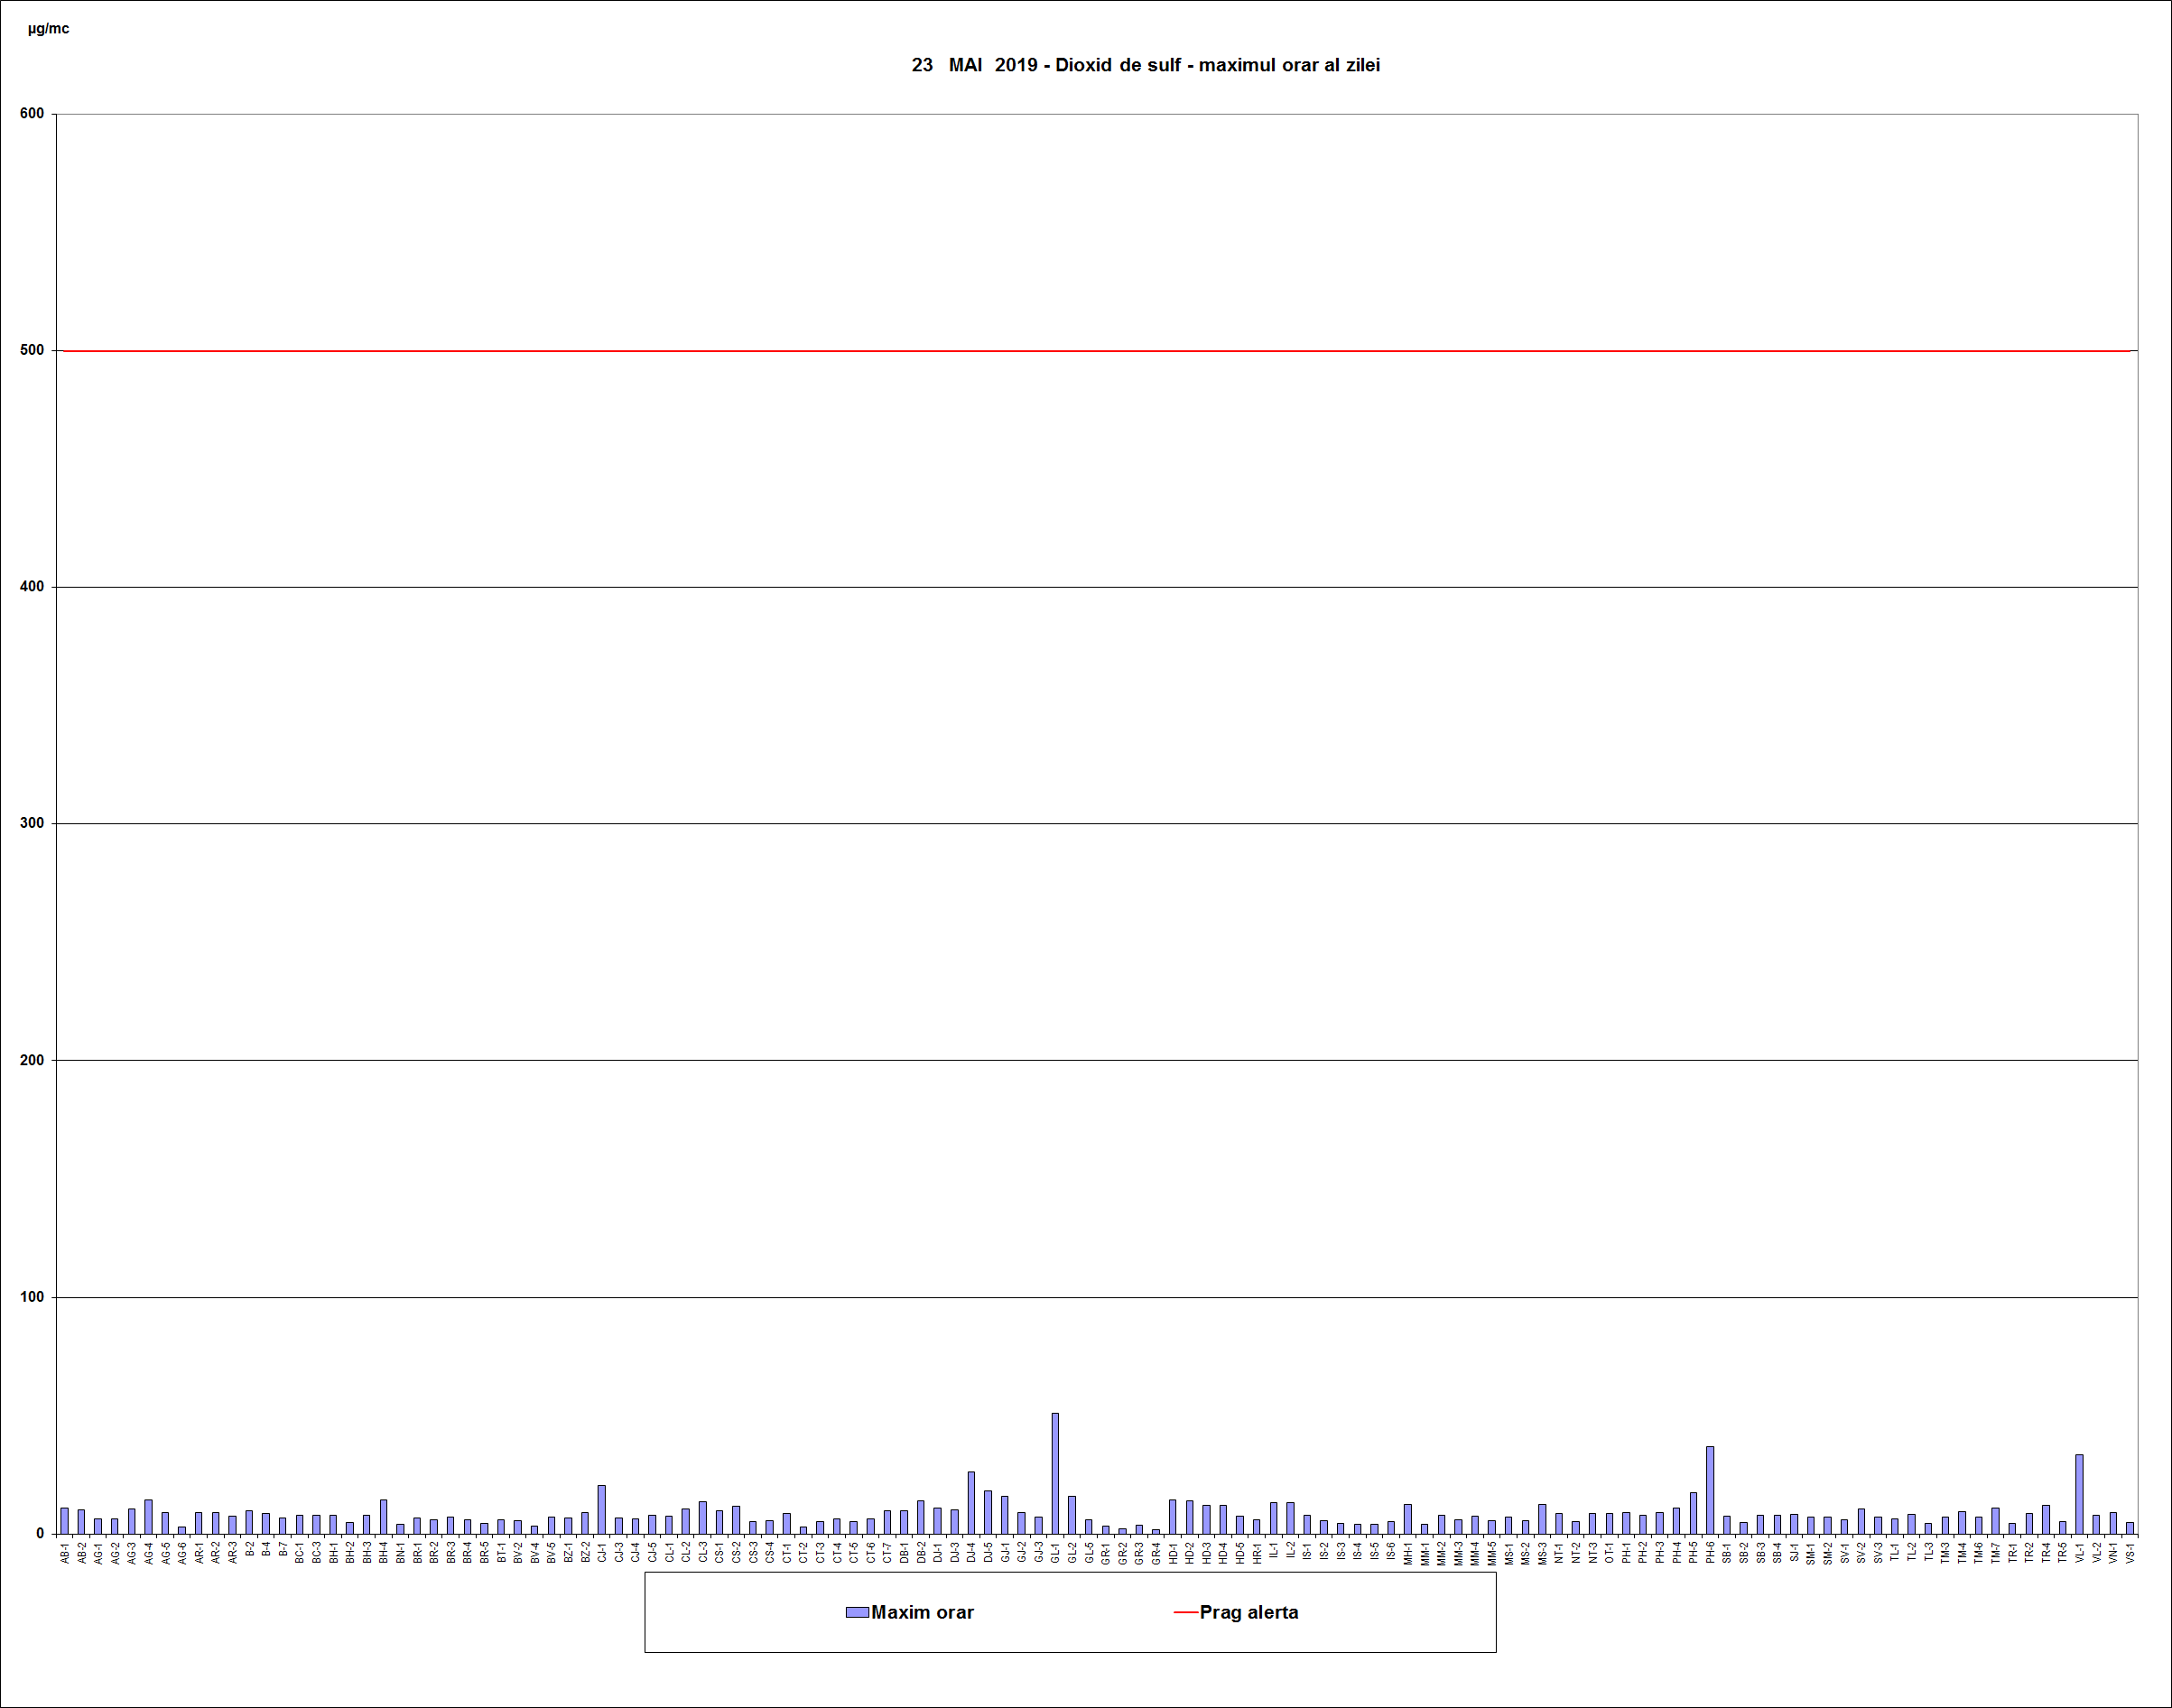 µg/mc
23 MAI 2019 - Dioxid de sulf - maximul orar al zilei
600
500
400
300
200
100
0
AB-1 AB-2 AG-1 AG-2 AG-3 AG-4 AG-5 AG-6 AR-1 AR-2 AR-3 B-2 B-4 B-7 BC-1 BC-3 BH-1 BH-2 BH-3 BH-4 BN-1 BR-1 BR-2 BR-3 BR-4 BR-5 BT-1 BV-2 BV-4 BV-5 BZ-1 BZ-2 CJ-1 CJ-3 CJ-4 CJ-5 CL-1 CL-2 CL-3 CS-1 CS-2 CS-3 CS-4 CT-1 CT-2 CT-3 CT-4 CT-5 CT-6 CT-7 DB-1 DB-2 DJ-1 DJ-3 DJ-4 DJ-5 GJ-1 GJ-2 GJ-3 GL-1 GL-2 GL-5 GR-1 GR-2 GR-3 GR-4 HD-1 HD-2 HD-3 HD-4 HD-5 HR-1 IL-1 IL-2 IS-1 IS-2 IS-3 IS-4 IS-5 IS-6 MH-1 MM-1 MM-2 MM-3 MM-4 MM-5 MS-1 MS-2 MS-3 NT-1 NT-2 NT-3 OT-1 PH-1 PH-2 PH-3 PH-4 PH-5 PH-6 SB-1 SB-2 SB-3 SB-4 SJ-1 SM-1 SM-2 SV-1 SV-2 SV-3 TL-1 TL-2 TL-3 TM-3 TM-4 TM-6 TM-7 TR-1 TR-2 TR-4 TR-5 VL-1 VL-2 VN-1 VS-1
Maxim orar Prag alerta